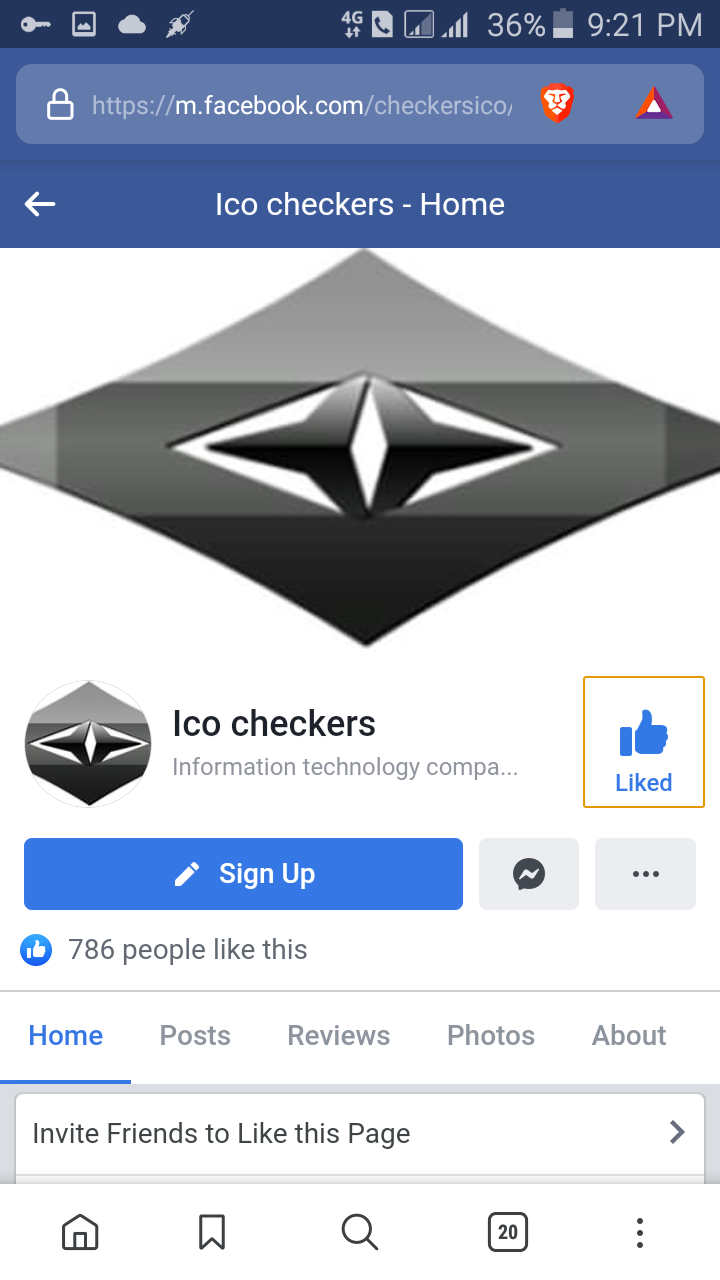 4G 36% 9:21 PM
https://m.facebook.com/checkersico/
Ico checkers - Home
Ico checkers
Information technology compa...
Liked
Sign Up
786 people like this
Home Posts Reviews Photos About
Invite Friends to Like this Page
20